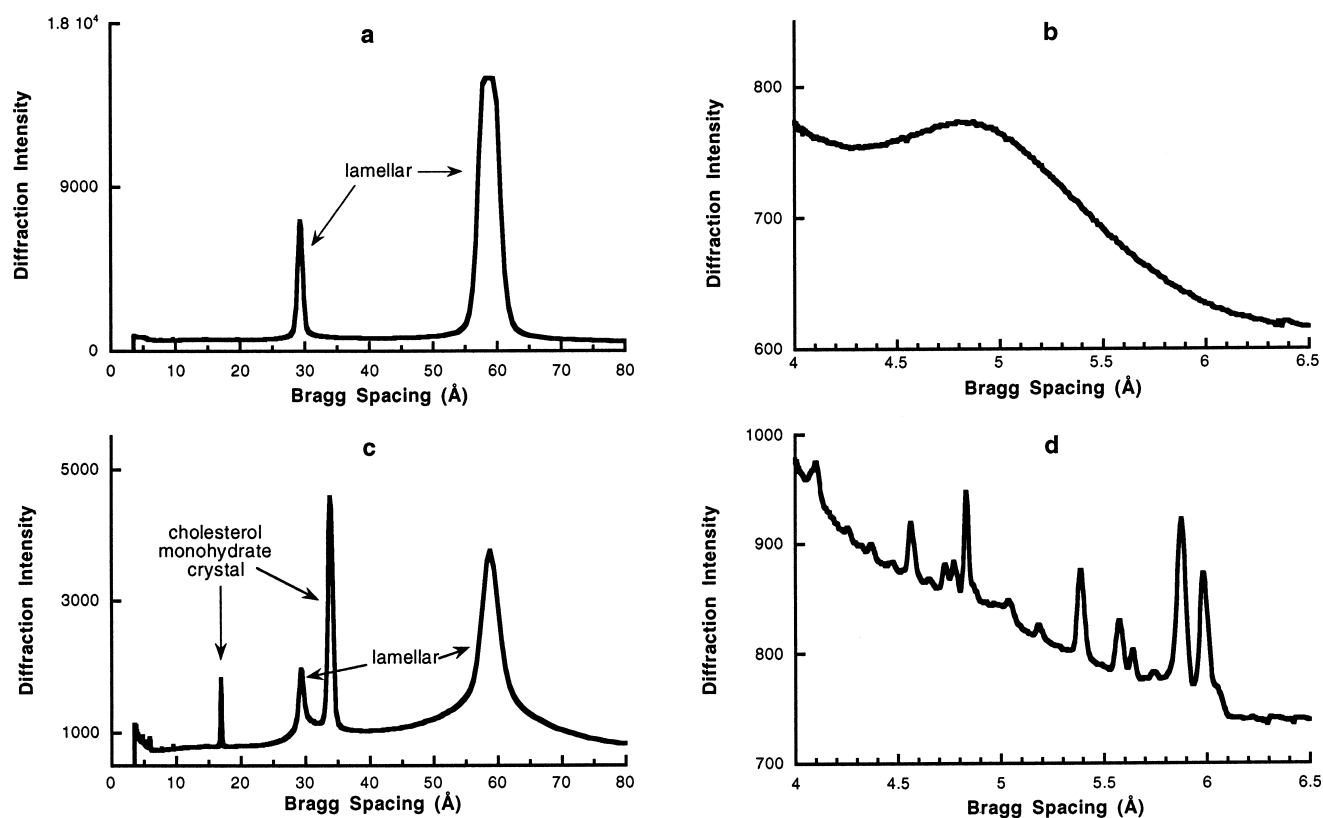 1.8 10⁴
a
9000
0
Diffraction Intensity
lamellar
0 10 20 30 40 50 60 70 80
Bragg Spacing (Å)
b
800
700
600
Diffraction Intensity
4 4.5 5 5.5 6 6.5
Bragg Spacing (Å)
c
5000
3000
1000
Diffraction Intensity
cholesterol
monohydrate
crystal
lamellar
0 10 20 30 40 50 60 70 80
Bragg Spacing (Å)
d
1000
900
800
700
Diffraction Intensity
4 4.5 5 5.5 6 6.5
Bragg Spacing (Å)